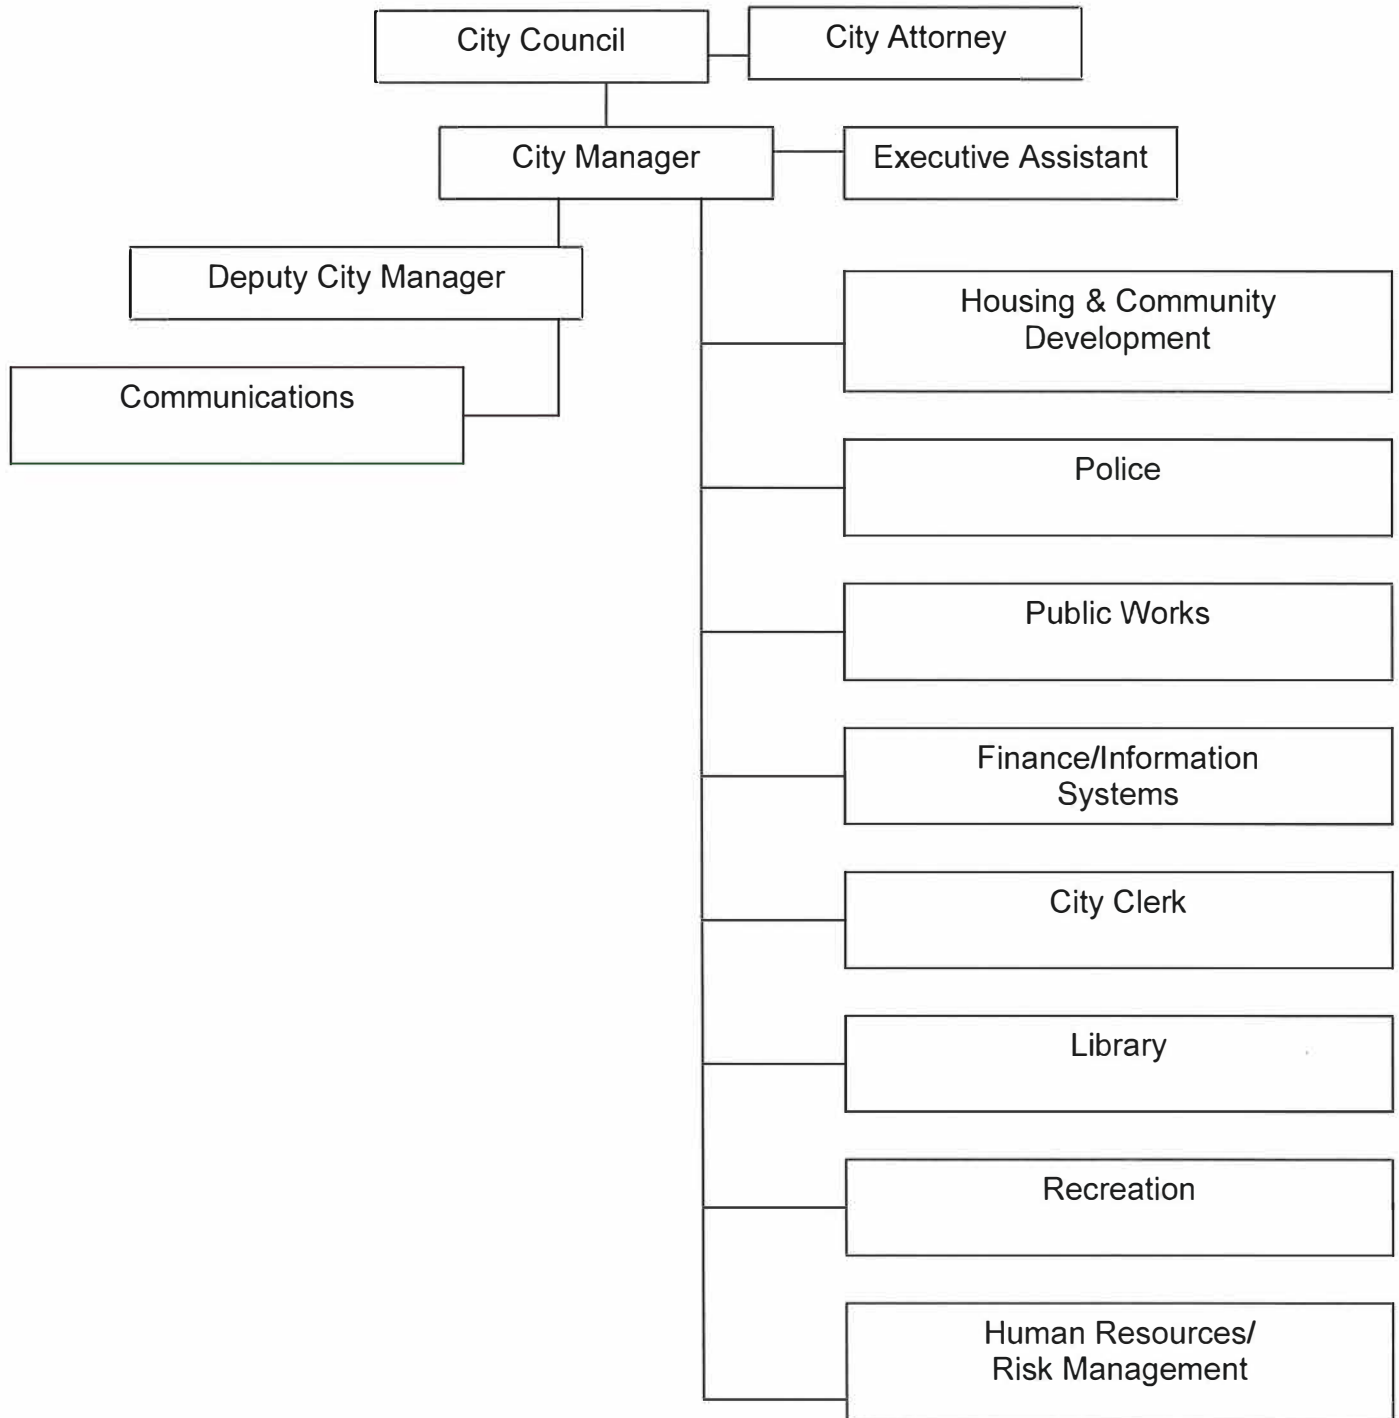 City Council
City Attorney
City Manager
Executive Assistant
Deputy City Manager
Housing & Community
Development
Communications
Police
Public Works
Finance/Information
Systems
City Clerk
Library
Recreation
Human Resources/
Risk Management